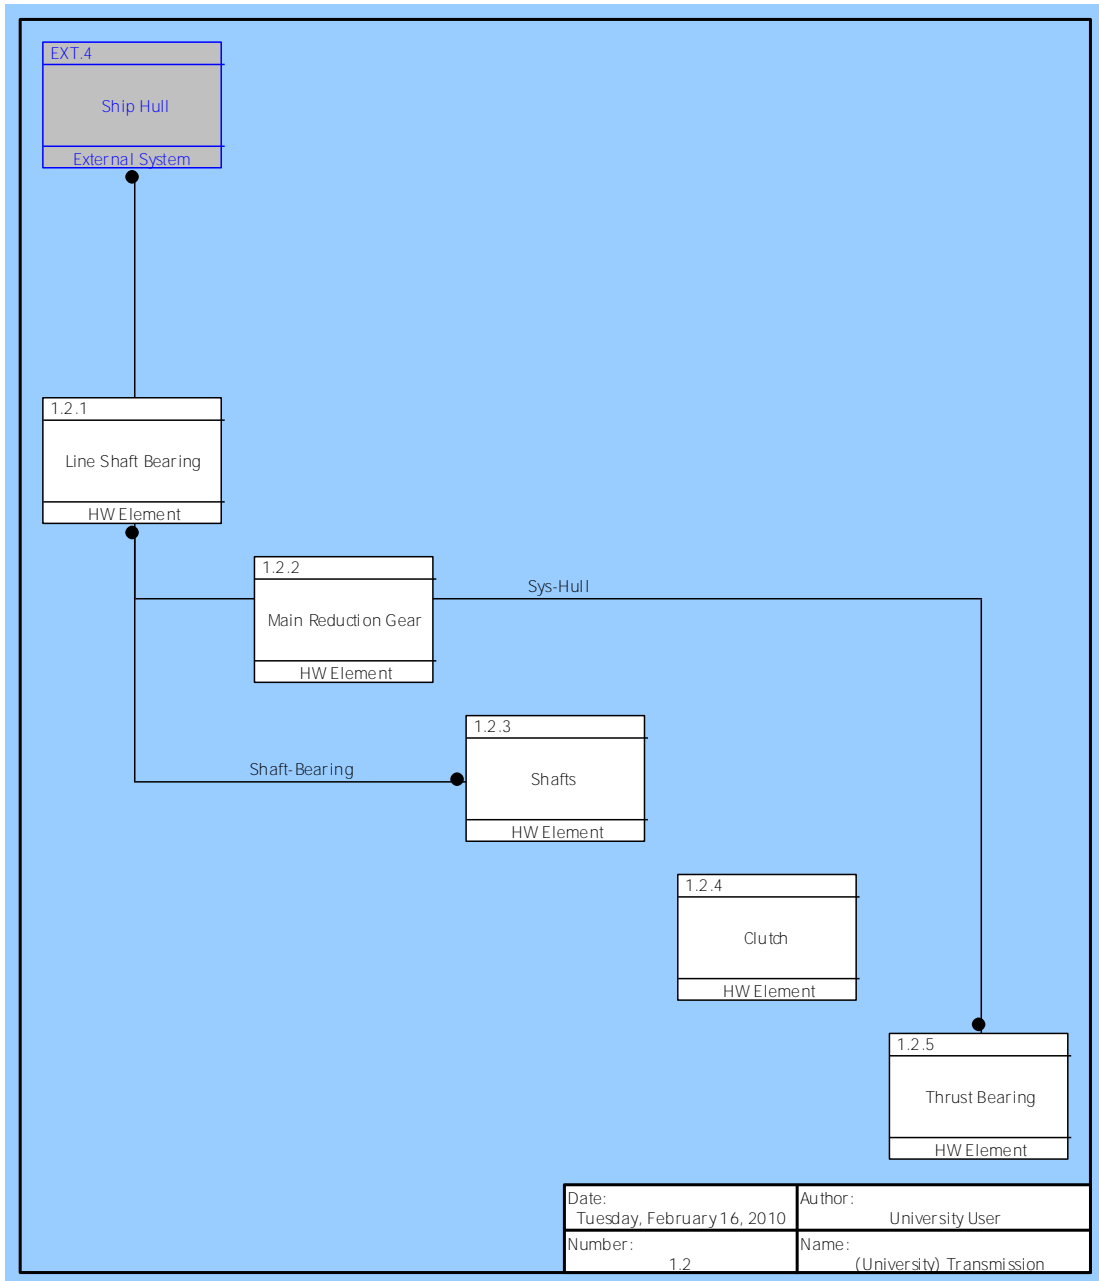 EXT.4
Ship Hull
External System
1.2.1
Line Shaft Bearing
HW Element
1.2.2
Main Reduction Gear
HW Element
Sys-Hull
1.2.3
Shafts
HW Element
Shaft-Bearing
1.2.4
Clutch
HW Element
1.2.5
Thrust Bearing
HW Element
Date:
Tuesday, February 16, 2010
Author:
University User
Number:
1.2
Name:
(University) Transmission